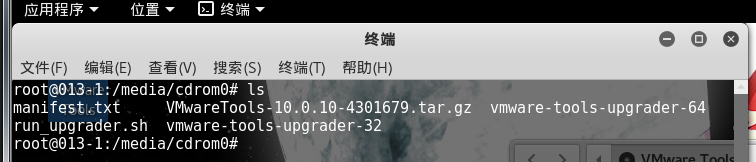 应用程序 位置 终端
终端
文件(F) 编辑(E) 查看(V) 搜索(S) 终端(T) 帮助(H)
root@013-1:/media/cdrom0# ls
manifest.txt VMwareTools-10.0.10-4301679.tar.gz vmware-tools-upgrader-64
run_upgrader.sh vmware-tools-upgrader-32
root@013-1:/media/cdrom0#
VMware Tools